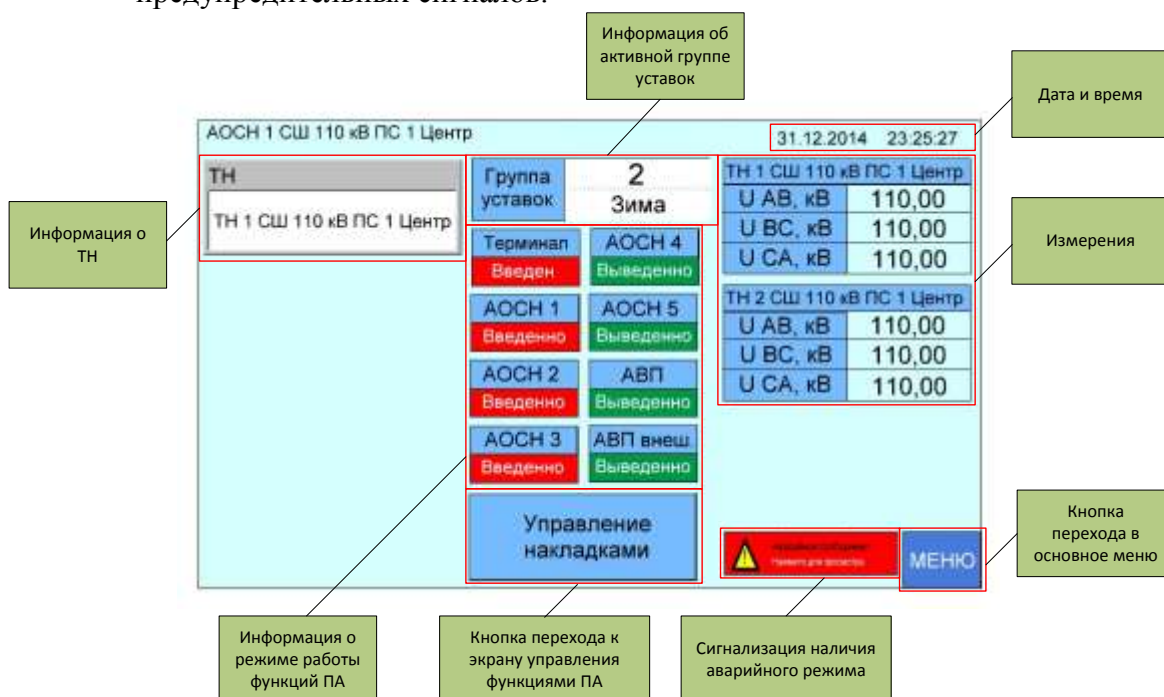 предупредительных сигналов.
Информация об
активной группе
уставок
Дата и время
АОСН 1 СШ 110 кВ ПС 1 Центр
31.12.2014 23:25:27
ТН
ТН 1 СШ 110 кВ ПС 1 Центр
Информация о
ТН
Группа
уставок
2
Зима
Терминал
Введен
АОСН 4
Выведенно
АОСН 1
Введенно
АОСН 5
Выведенно
АОСН 2
Введенно
АВП
Выведенно
АОСН 3
Введенно
АВП внеш
Выведенно
Управление
накладками
ТН 1 СШ 110 кВ ПС 1 Центр
U AB, кВ 110,00
U BC, кВ 110,00
U CA, кВ 110,00
ТН 2 СШ 110 кВ ПС 1 Центр
U AB, кВ 110,00
U BC, кВ 110,00
U CA, кВ 110,00
Измерения
МЕНЮ
Кнопка
перехода в
основное меню
Информация о
режиме работы
функций ПА
Кнопка перехода к
экрану управления
функциями ПА
Сигнализация наличия
аварийного режима